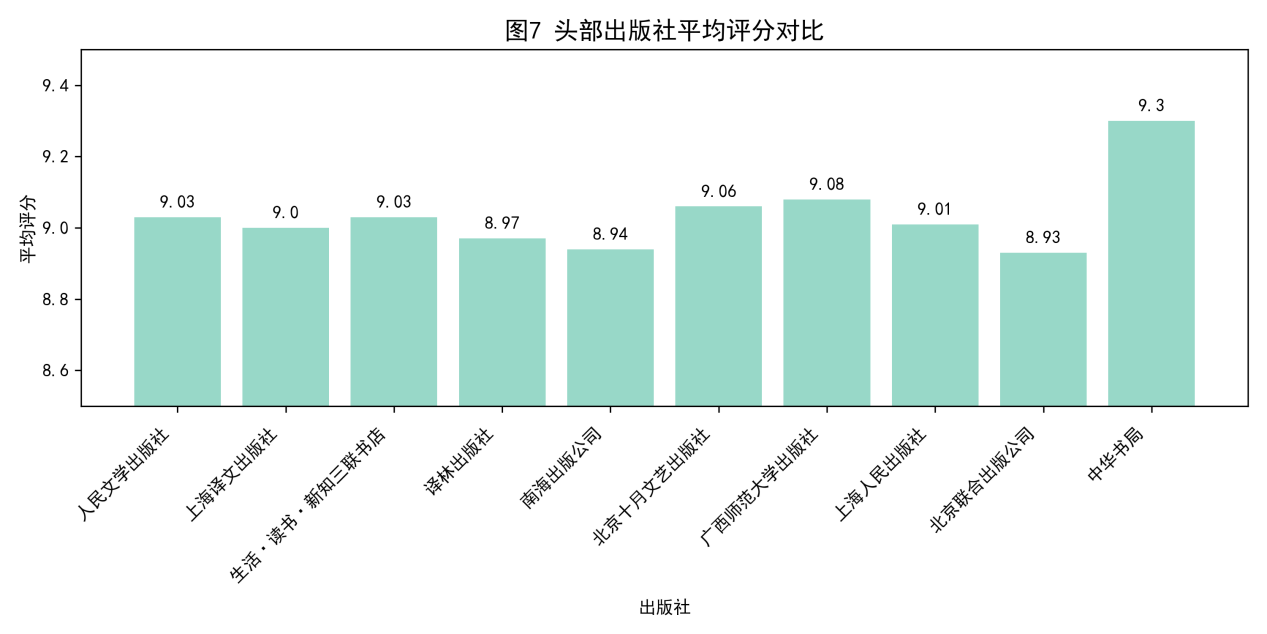 图7 头部出版社平均评分对比
平均评分
9.4
9.2
9.0
8.8
8.6
9.03
9.0
9.03
8.97
8.94
9.06
9.08
9.01
8.93
9.3
人民文学出版社
上海译文出版社
生活·读书·新知三联书店
译林出版社
南海出版公司
北京十月文艺出版社
广西师范大学出版社
上海人民出版社
北京联合出版公司
中华书局
出版社